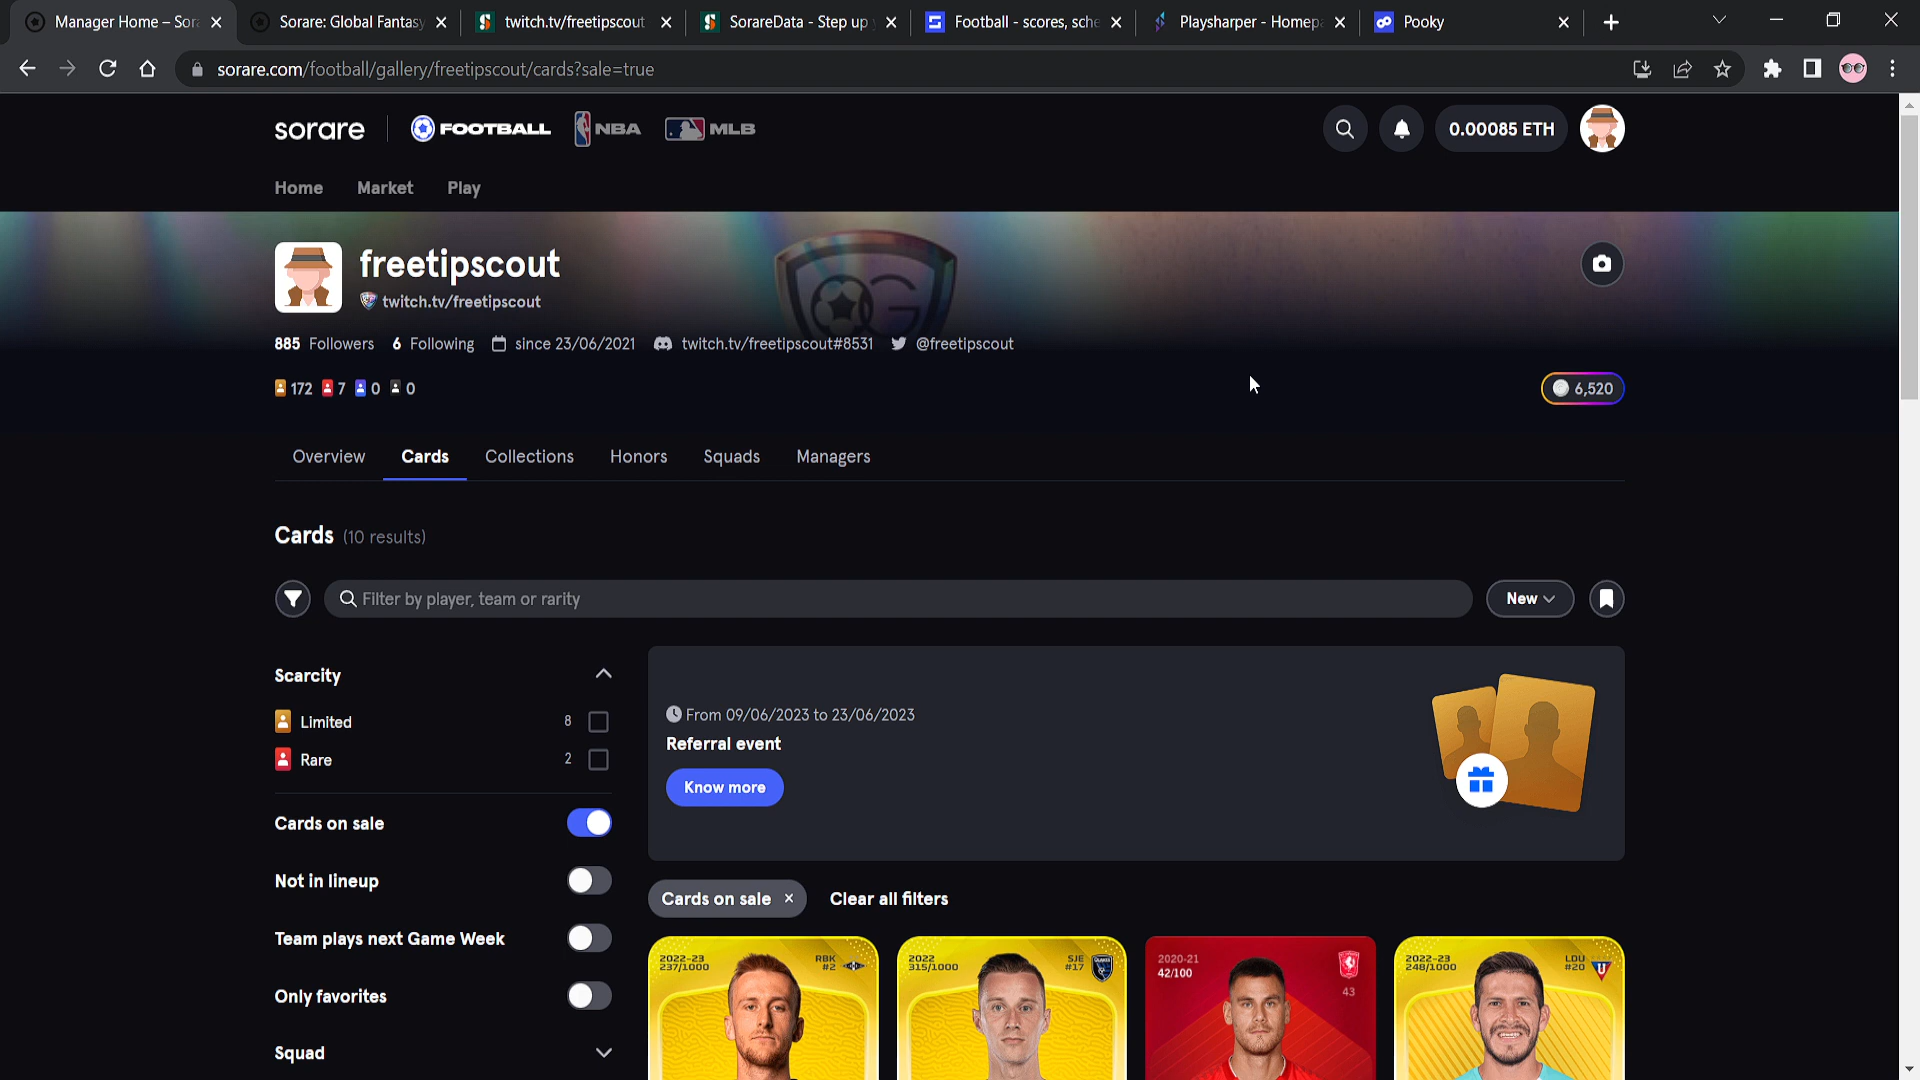 Manager Home – Sora
Sorare: Global Fantasy
twitch.tv/freetipscout
SorareData - Step up y
Football - scores, sche
Playsharper - Homepa
Pooky
sorare.com/football/gallery/freetipscout/cards?sale=true
sorare
FOOTBALL
NBA
MLB
0.00085 ETH
Home
Market
Play
freetipscout
twitch.tv/freetipscout
885 Followers 6 Following since 23/06/2021 twitch.tv/freetipscout#8531 @freetipscout
172 7 0 0
6,520
Overview
Cards
Collections
Honors
Squads
Managers
Cards (10 results)
Filter by player, team or rarity
New
Scarcity
Limited 8
Rare 2
Cards on sale
Not in lineup
Team plays next Game Week
Only favorites
Squad
From 09/06/2023 to 23/06/2023
Referral event
Know more
Cards on sale ×
Clear all filters
2022-23
237/1000
RBK
#2
2022
315/1000
SJE
#17
2020-21
42/100
43
2022-23
248/1000
LDU
#20